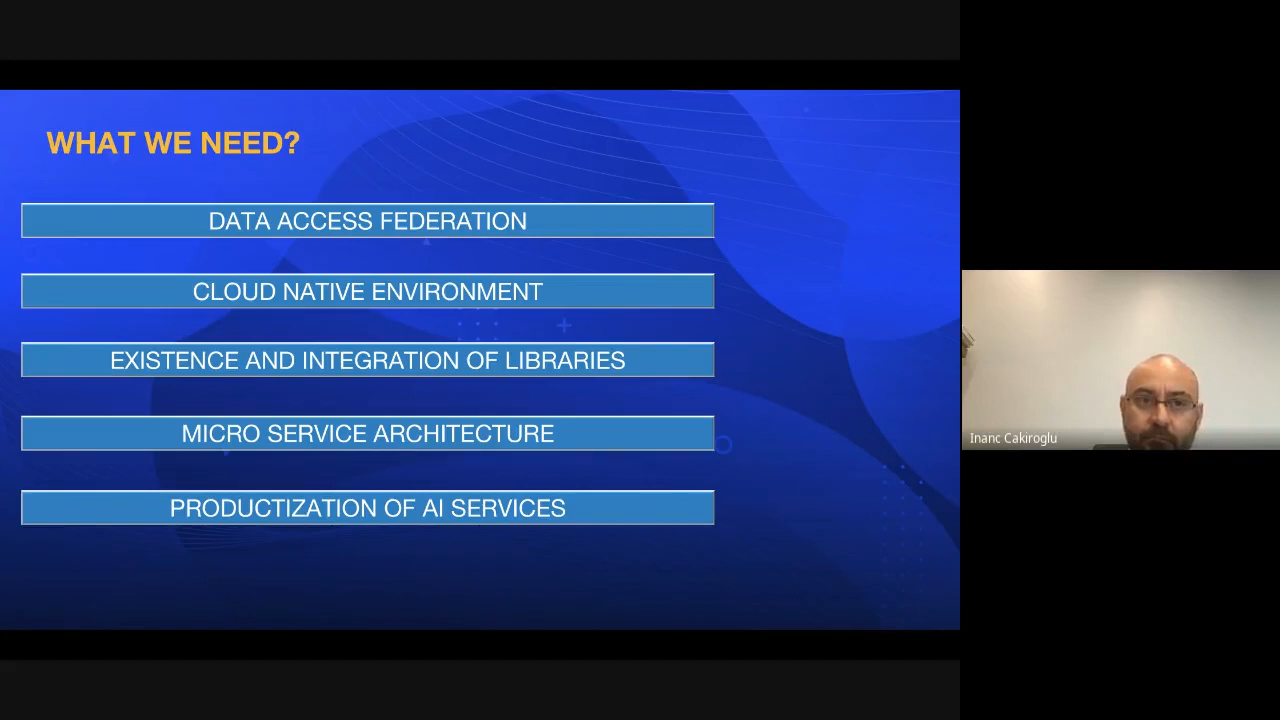 WHAT WE NEED?
DATA ACCESS FEDERATION
CLOUD NATIVE ENVIRONMENT
EXISTENCE AND INTEGRATION OF LIBRARIES
MICRO SERVICE ARCHITECTURE
PRODUCTIZATION OF AI SERVICES
Inanc Cakiroglu